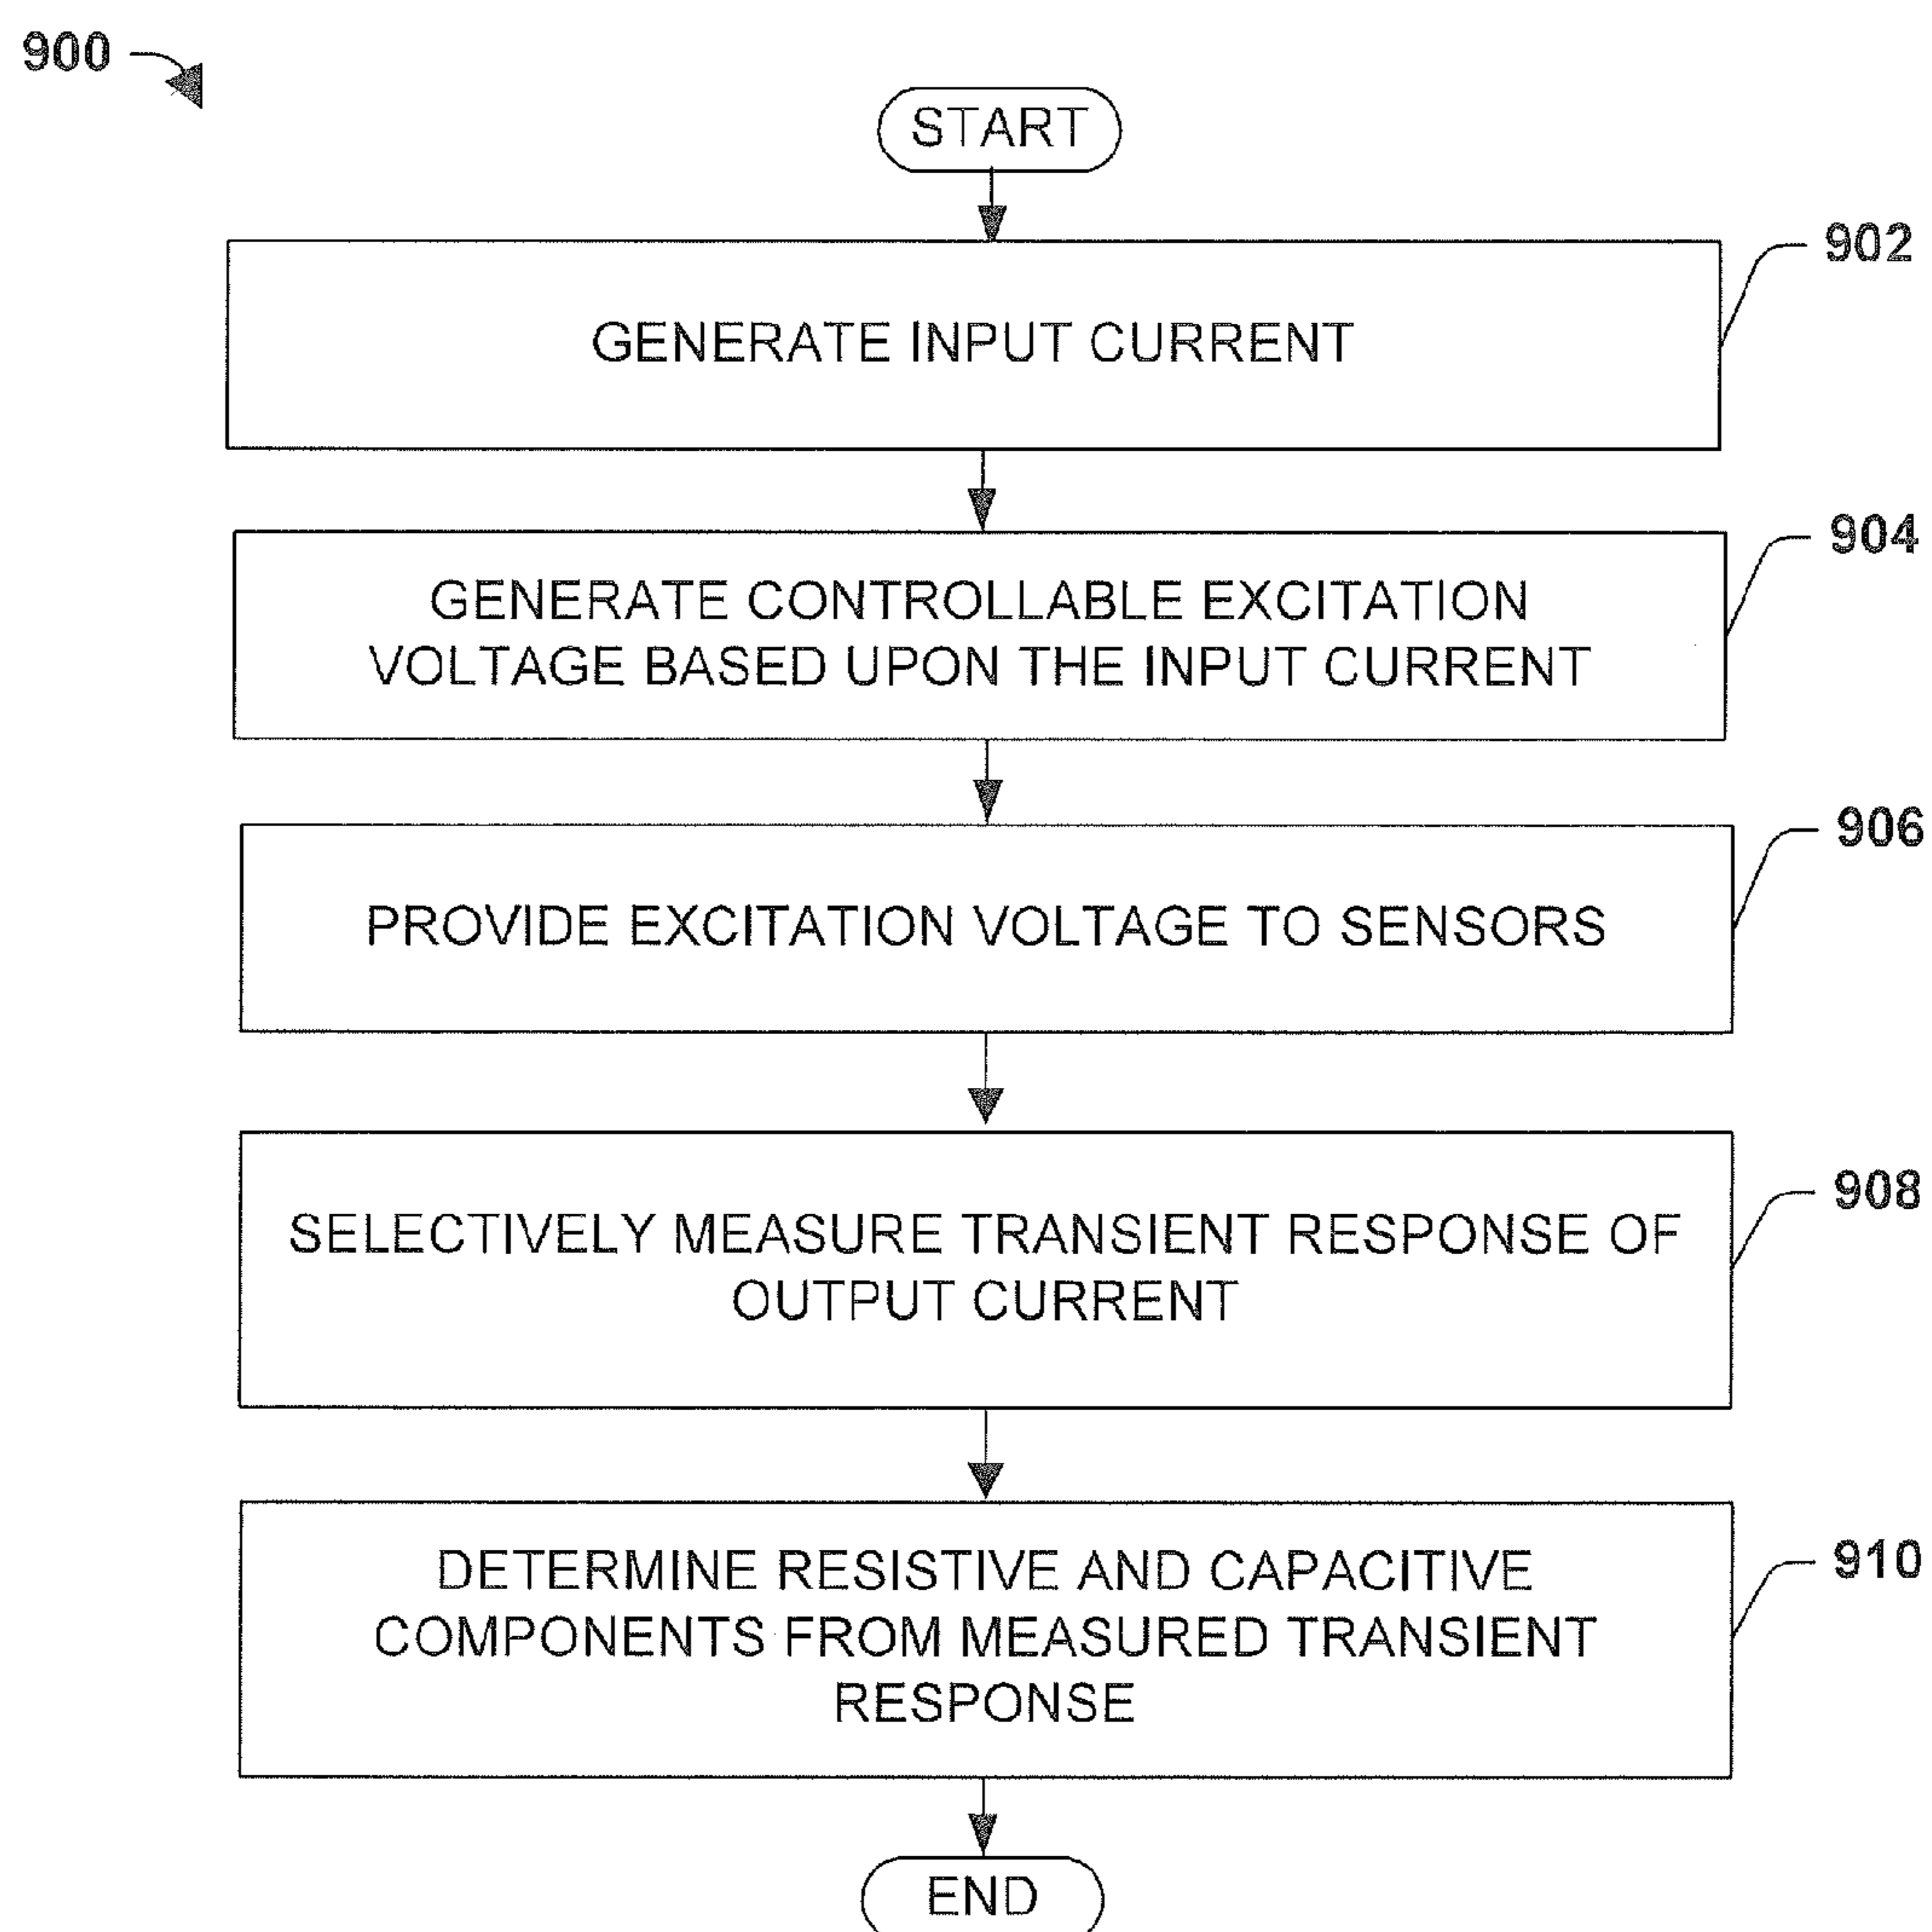 900
START
902
GENERATE INPUT CURRENT
904
GENERATE CONTROLLABLE EXCITATION
VOLTAGE BASED UPON THE INPUT CURRENT
906
PROVIDE EXCITATION VOLTAGE TO SENSORS
908
SELECTIVELY MEASURE TRANSIENT RESPONSE OF
OUTPUT CURRENT
910
DETERMINE RESISTIVE AND CAPACITIVE
COMPONENTS FROM MEASURED TRANSIENT
RESPONSE
END